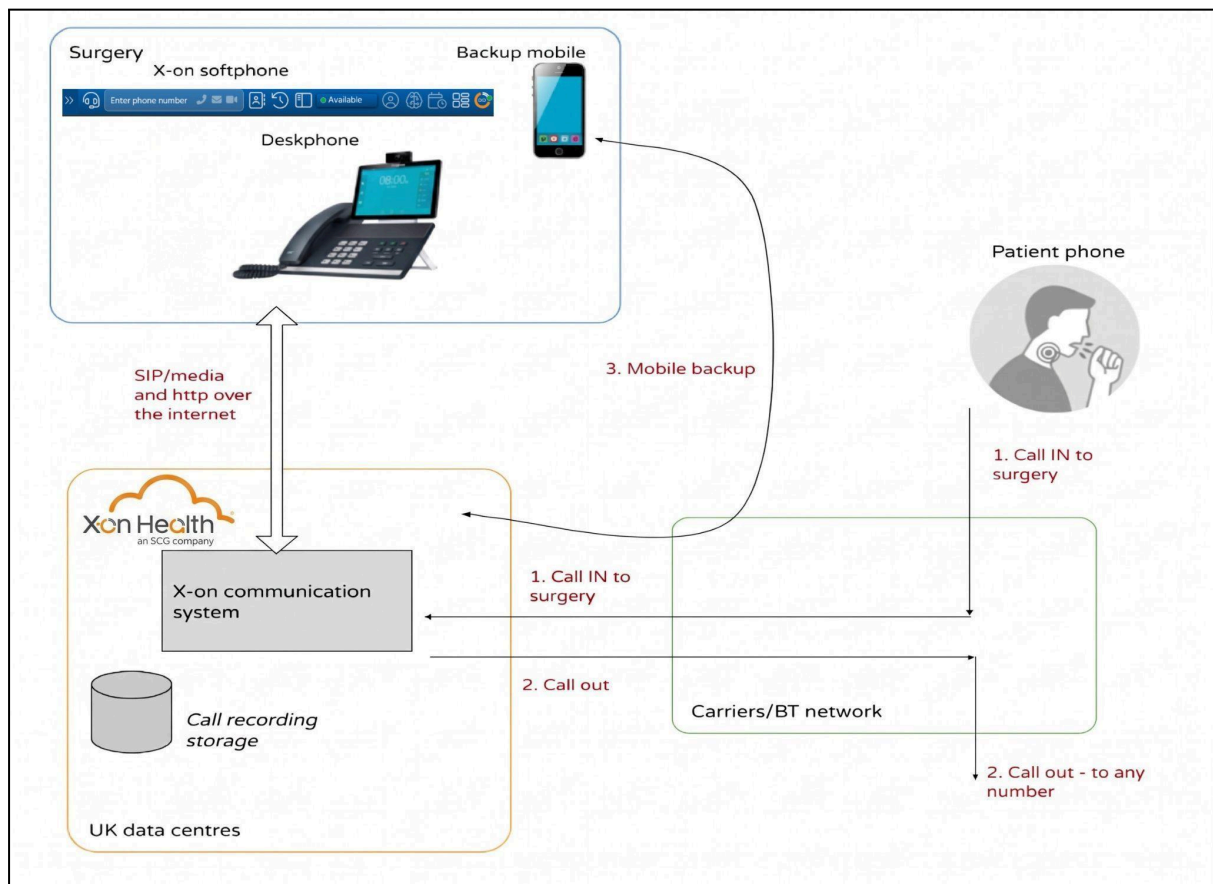 Surgery
X-on softphone
Enter phone number
Available
Backup mobile
Deskphone
08:00
Patient phone
SIP/media
and http over
the internet
3. Mobile backup
1. Call IN to
surgery
X-on Health
an SCG company
X-on communication
system
1. Call IN to
surgery
2. Call out
Call recording
storage
Carriers/BT network
2. Call out - to any
number
UK data centres